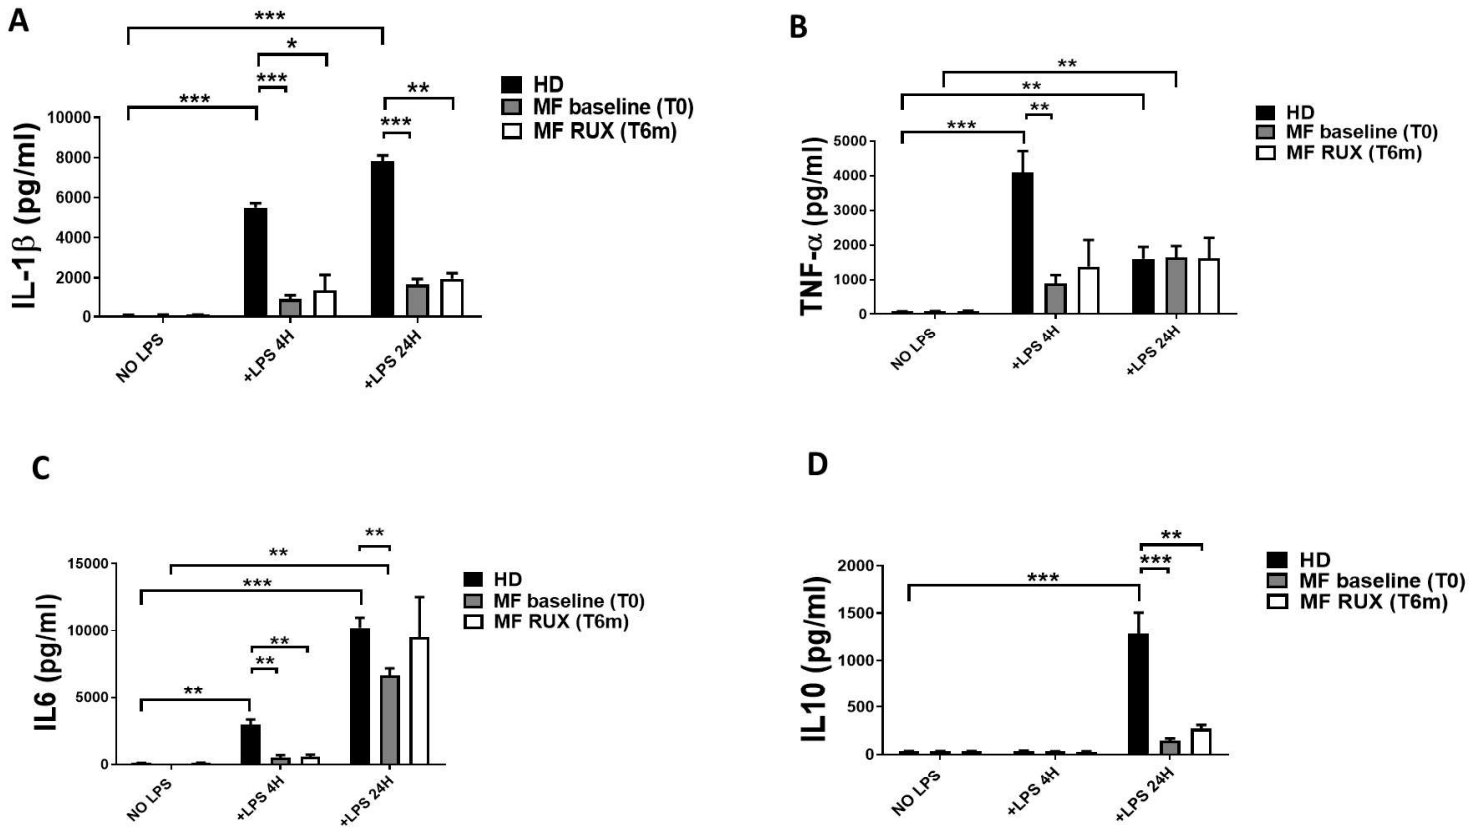 A
***
*
***
***
**
***
HD
MF baseline (T0)
MF RUX (T6m)
IL-1β (pg/ml)
10000
8000
6000
4000
2000
0
NO LPS
+LPS 4H
+LPS 24H
B
**
**
**
***
HD
MF baseline (T0)
MF RUX (T6m)
TNF-α (pg/ml)
5000
4000
3000
2000
1000
0
NO LPS
+LPS 4H
+LPS 24H
C
**
**
***
**
**
**
HD
MF baseline (T0)
MF RUX (T6m)
IL6 (pg/ml)
15000
10000
5000
0
NO LPS
+LPS 4H
+LPS 24H
D
**
***
***
HD
MF baseline (T0)
MF RUX (T6m)
IL10 (pg/ml)
2000
1500
1000
500
0
NO LPS
+LPS 4H
+LPS 24H